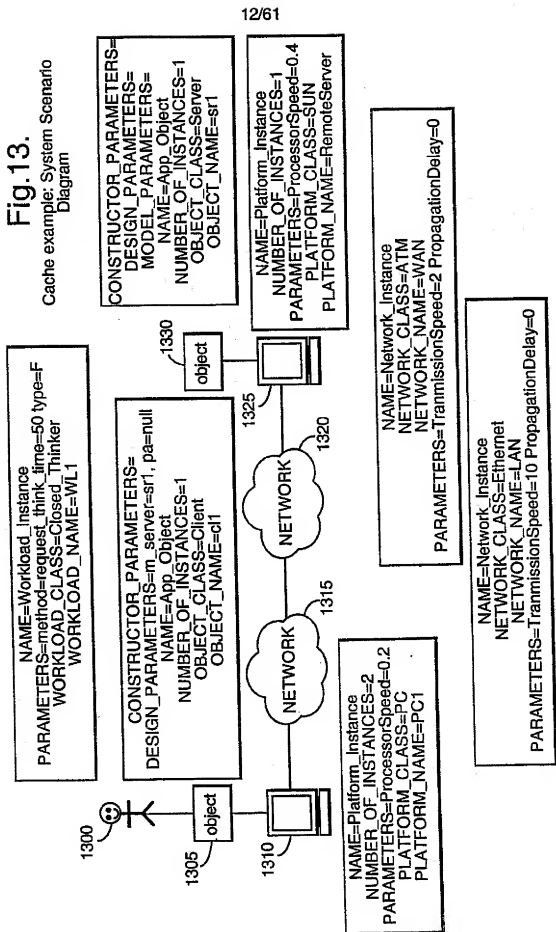 12/61
Fig.13.
Cache example: System Scenario
Diagram
NAME=Workload_Instance
PARAMETERS=method=request_think_time=50 type=F
WORKLOAD_CLASS=Closed_Thinker
WORKLOAD_NAME=WL1
CONSTRUCTOR_PARAMETERS=
DESIGN_PARAMETERS=m_server=sr1, pa=null
NAME=App_Object
NUMBER_OF_INSTANCES=1
OBJECT_CLASS=Client
OBJECT_NAME=cl1
CONSTRUCTOR_PARAMETERS=
DESIGN_PARAMETERS=
MODEL_PARAMETERS=
NAME=App_Object
NUMBER_OF_INSTANCES=1
OBJECT_CLASS=Server
OBJECT_NAME=sr1
1300
1305
object
1310
NETWORK
1315
NETWORK
1320
1330
object
1325
NAME=Platform_Instance
NUMBER_OF_INSTANCES=1
PARAMETERS=ProcessorSpeed=0.4
PLATFORM_CLASS=SUN
PLATFORM_NAME=RemoteServer
NAME=Platform_Instance
NUMBER_OF_INSTANCES=2
PARAMETERS=ProcessorSpeed=0.2
PLATFORM_CLASS=PC
PLATFORM_NAME=PC1
NAME=Network_Instance
NETWORK_CLASS=ATM
NETWORK_NAME=WAN
PARAMETERS=TranmissionSpeed=2 PropagationDelay=0
NAME=Network_Instance
NETWORK_CLASS=Ethernet
NETWORK_NAME=LAN
PARAMETERS=TranmissionSpeed=10 PropagationDelay=0